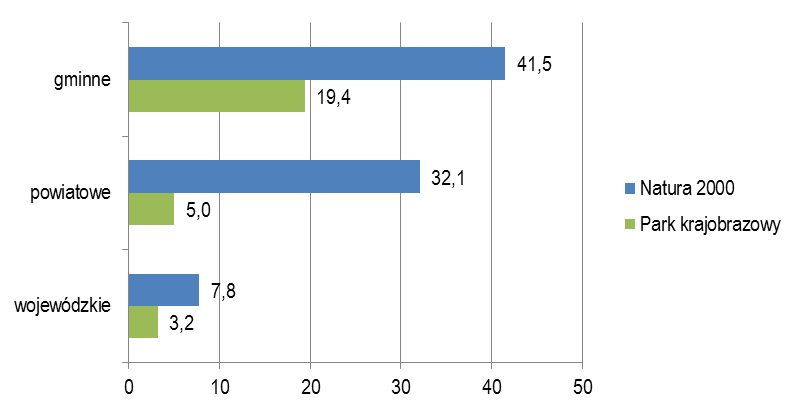 gminne
41,5
19,4
powiatowe
32,1
5,0
wojewódzkie
7,8
3,2
0 10 20 30 40 50
Natura 2000
Park krajobrazowy